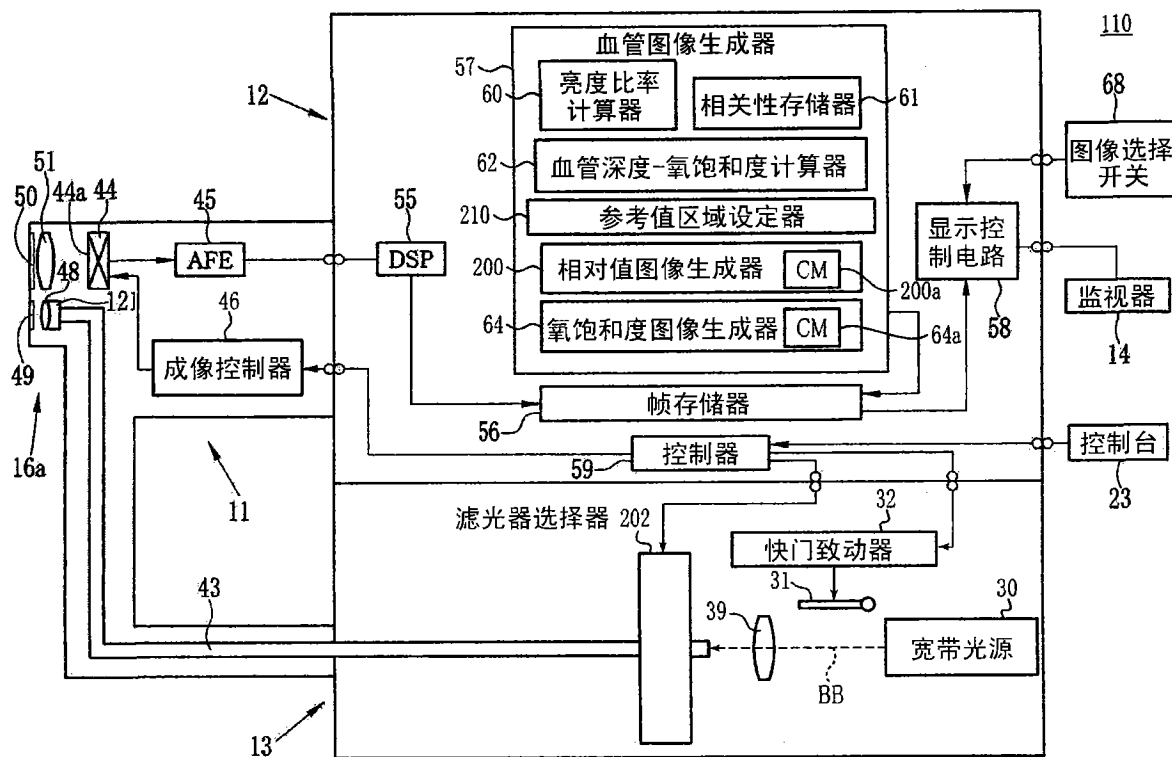 110
血管图像生成器
57
60
亮度比率
计算器
相关性存储器
61
68
图像选择
开关
12
62
血管深度-氧饱和度计算器
51
50
44a
44
45
55
210
参考值区域设定器
显示控
制电路
AFE
DSP
200
相对值图像生成器
CM
200a
48
121
46
64
氧饱和度图像生成器
CM
64a
58
监视器
14
49
成像控制器
帧存储器
56
16a
11
控制器
59
控制台
23
滤光器选择器
202
32
快门致动器
31
43
39
30
宽带光源
BB
13